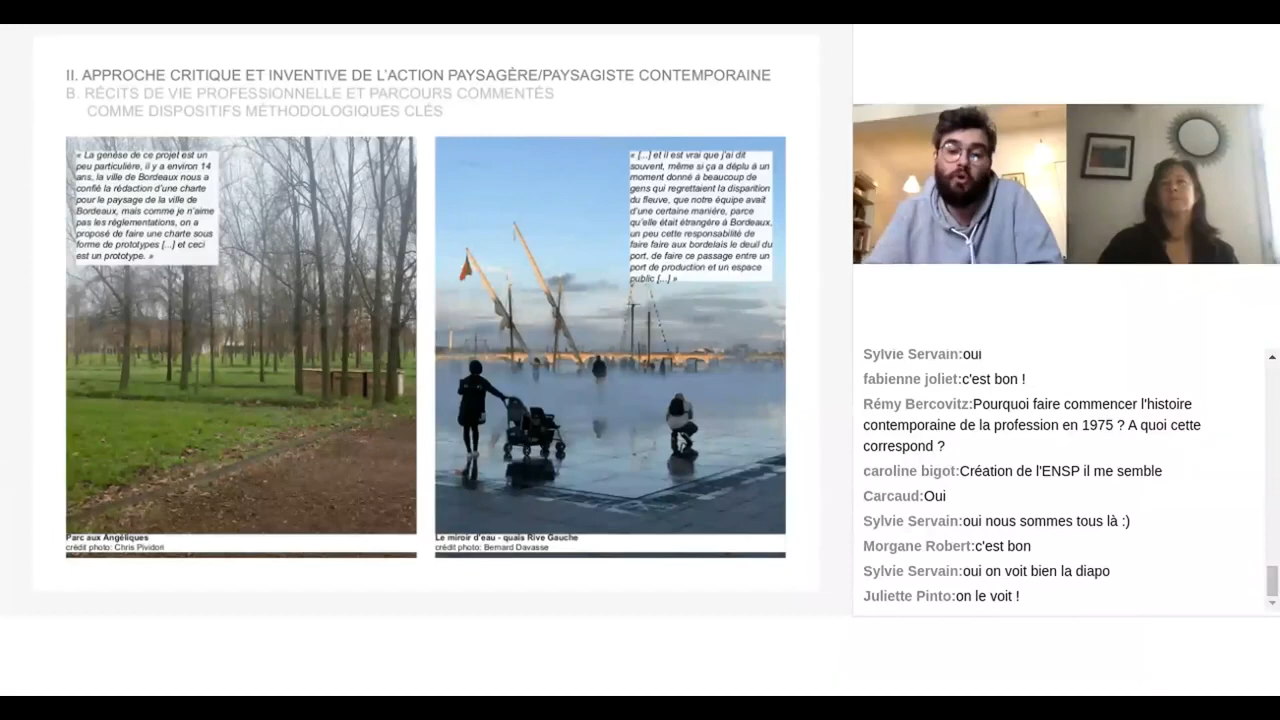 II. APPROCHE CRITIQUE ET INVENTIVE DE L'ACTION PAYSAGÈRE/PAYSAGISTE CONTEMPORAINE
B. RÉCITS DE VIE PROFESSIONNELLE ET PARCOURS COMMENTÉS
COMME DISPOSITIFS MÉTHODOLOGIQUES CLÉS
« La genèse de ce projet est un
peu particulière, il y a environ 14
ans, la ville de Bordeaux nous a
confié la rédaction d'une charte
pour le paysage de la ville de
Bordeaux, mais comme je n'aime
pas les règlementations, on a
proposé de faire une charte sous
forme de prototypes [...] et ceci
est un prototype. »
Parc aux Angéliques
crédit photo: Chris Pividori
« [...] et il est vrai que j'ai dit
souvent, même si ça a déplu à un
moment donné à beaucoup de
gens qui regrettaient la disparition
du fleuve, que notre équipe avait
d'une certaine manière, parce
qu'elle était étrangère à Bordeaux,
un peu cette responsabilité de
faire faire aux bordelais le deuil du
port, de faire ce passage entre un
port de production et un espace
public [...] »
Le miroir d'eau - quais Rive Gauche
crédit photo: Bernard Davasse
Sylvie Servain:oui
fabienne joliet:c'est bon !
Rémy Bercovitz:Pourquoi faire commencer l'histoire
contemporaine de la profession en 1975 ? A quoi cette
correspond ?
caroline bigot:Création de l'ENSP il me semble
Carcaud:Oui
Sylvie Servain:oui nous sommes tous là :)
Morgane Robert:c'est bon
Sylvie Servain:oui on voit bien la diapo
Juliette Pinto:on le voit !